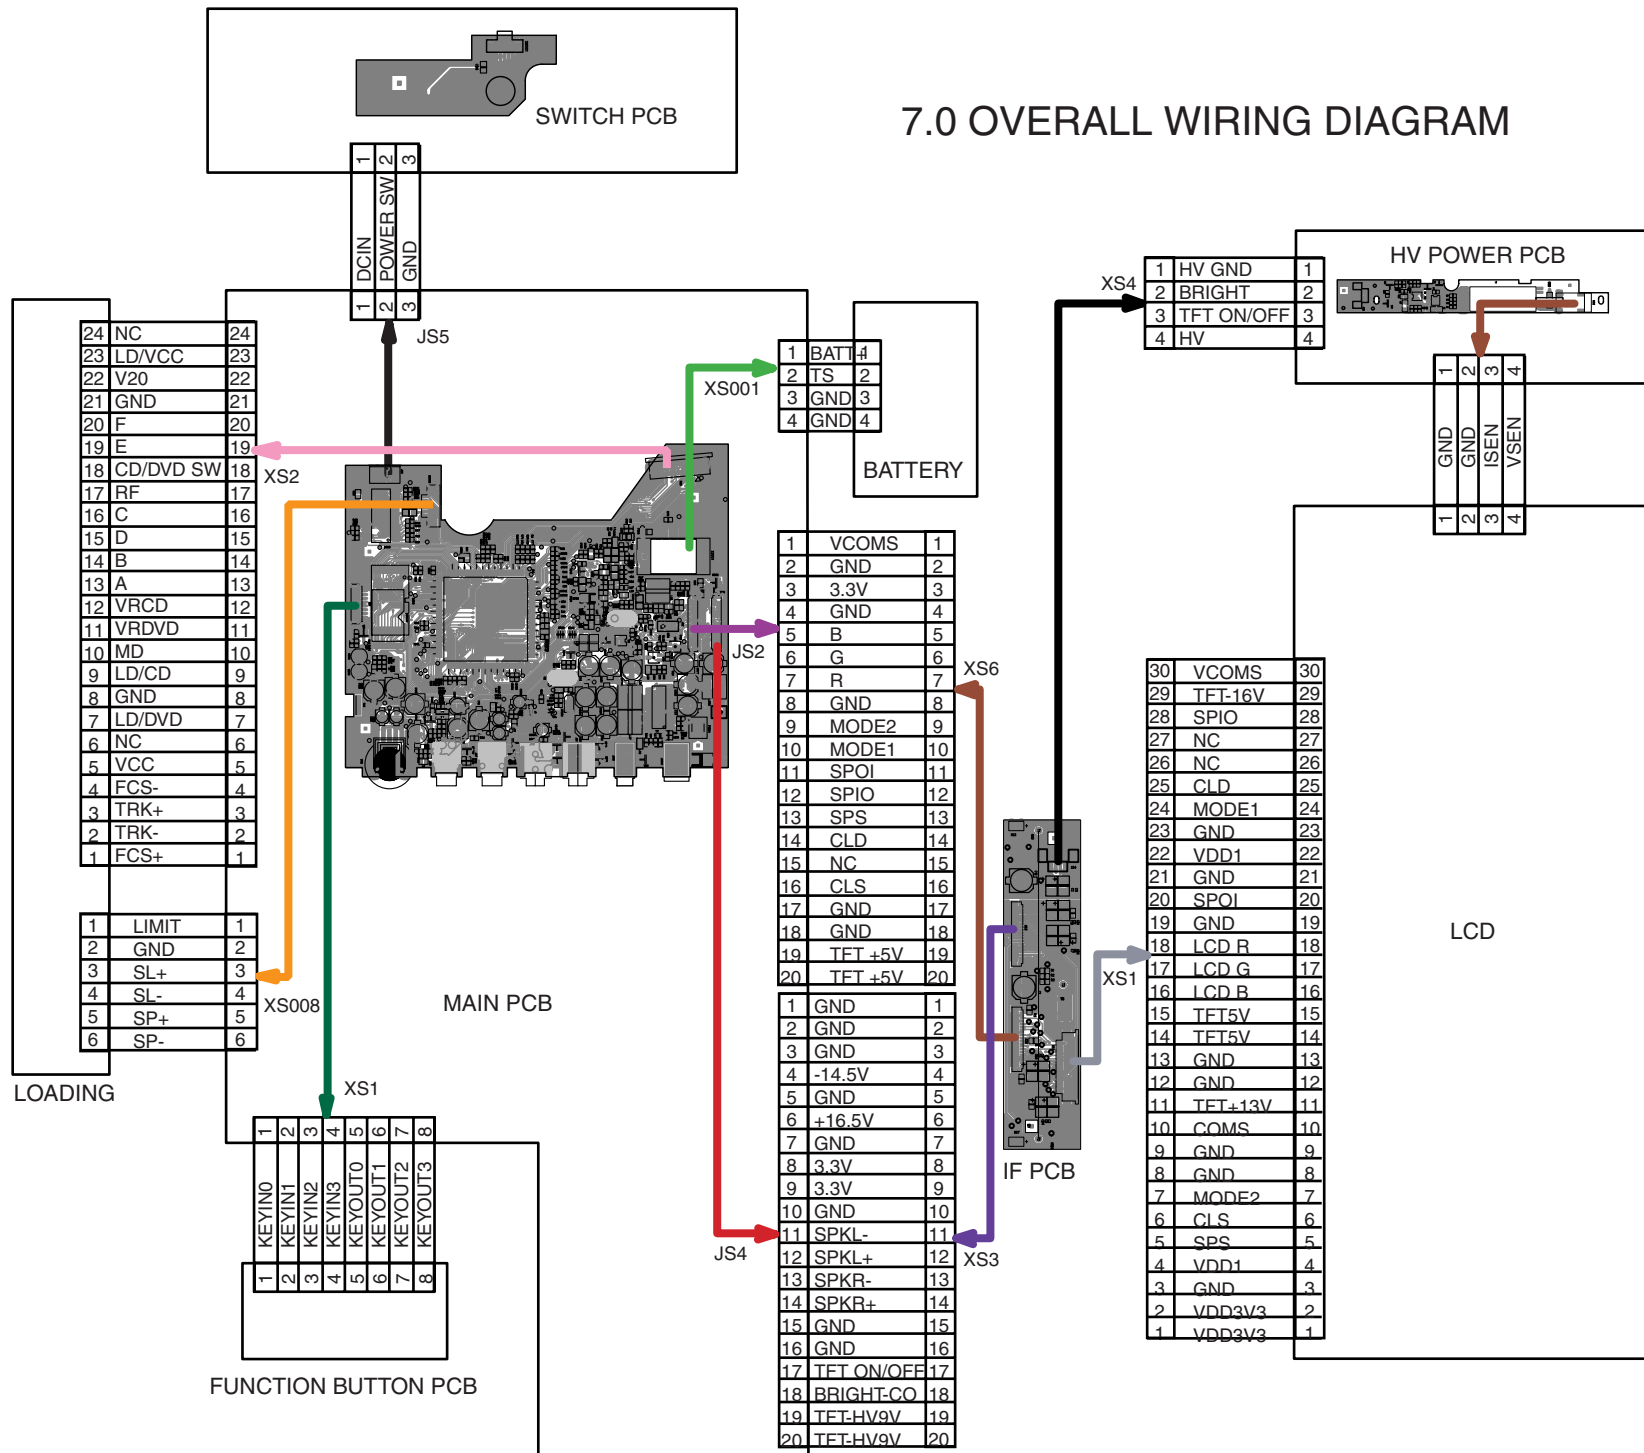 7.0 OVERALL WIRING DIAGRAM
SWITCH PCB
1 DCIN 1
2 POWER SW 2
3 GND 3
JS5
24 NC 24
23 LD/VCC 23
22 V20 22
21 GND 21
20 F 20
19 E 19
18 CD/DVD SW 18
17 RF 17
16 C 16
15 D 15
14 B 14
13 A 13
12 VRCD 12
11 VRDVD 11
10 MD 10
9 LD/CD 9
8 GND 8
7 LD/DVD 7
6 NC 6
5 VCC 5
4 FCS- 4
3 TRK+ 3
2 TRK- 2
1 FCS+ 1
XS2
1 LIMIT 1
2 GND 2
3 SL+ 3
4 SL- 4
5 SP+ 5
6 SP- 6
XS008
LOADING
MAIN PCB
XS1
1 KEYIN0 1
2 KEYIN1 2
3 KEYIN2 3
4 KEYIN3 4
5 KEYOUT0 5
6 KEYOUT1 6
7 KEYOUT2 7
8 KEYOUT3 8
FUNCTION BUTTON PCB
XS001
1 BATT+ 1
2 TS 2
3 GND 3
4 GND 4
BATTERY
JS2
1 VCOMS 1
2 GND 2
3 3.3V 3
4 GND 4
5 B 5
6 G 6
7 R 7
8 GND 8
9 MODE2 9
10 MODE1 10
11 SPOI 11
12 SPIO 12
13 SPS 13
14 CLD 14
15 NC 15
16 CLS 16
17 GND 17
18 GND 18
19 TFT +5V 19
20 TFT +5V 20
XS6
JS4
1 GND 1
2 GND 2
3 GND 3
4 -14.5V 4
5 GND 5
6 +16.5V 6
7 GND 7
8 3.3V 8
9 3.3V 9
10 GND 10
11 SPKL- 11
12 SPKL+ 12
13 SPKR- 13
14 SPKR+ 14
15 GND 15
16 GND 16
17 TFT ON/OFF 17
18 BRIGHT-CO 18
19 TFT-HV9V 19
20 TFT-HV9V 20
XS3
IF PCB
XS4
1 HV GND 1
2 BRIGHT 2
3 TFT ON/OFF 3
4 HV 4
HV POWER PCB
1 GND 1
2 GND 2
3 ISEN 3
4 VSEN 4
XS1
30 VCOMS 30
29 TFT-16V 29
28 SPIO 28
27 NC 27
26 NC 26
25 CLD 25
24 MODE1 24
23 GND 23
22 VDD1 22
21 GND 21
20 SPOI 20
19 GND 19
18 LCD R 18
17 LCD G 17
16 LCD B 16
15 TFT5V 15
14 TFT5V 14
13 GND 13
12 GND 12
11 TFT+13V 11
10 COMS 10
9 GND 9
8 GND 8
7 MODE2 7
6 CLS 6
5 SPS 5
4 VDD1 4
3 GND 3
2 VDD3V3 2
1 VDD3V3 1
LCD